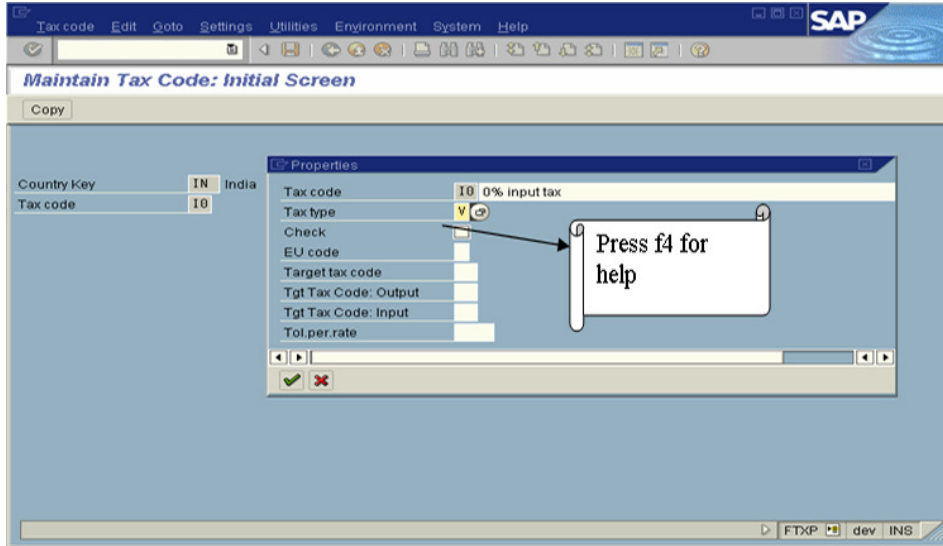 Tax code Edit Goto Settings Utilities Environment System Help
SAP
Maintain Tax Code: Initial Screen
Copy
Properties
Country Key IN India
Tax code I0
Tax code I0 0% input tax
Tax type V
Check
EU code
Target tax code
Tgt Tax Code: Output
Tgt Tax Code: Input
Tol.per.rate
Press f4 for
help
FTXP dev INS